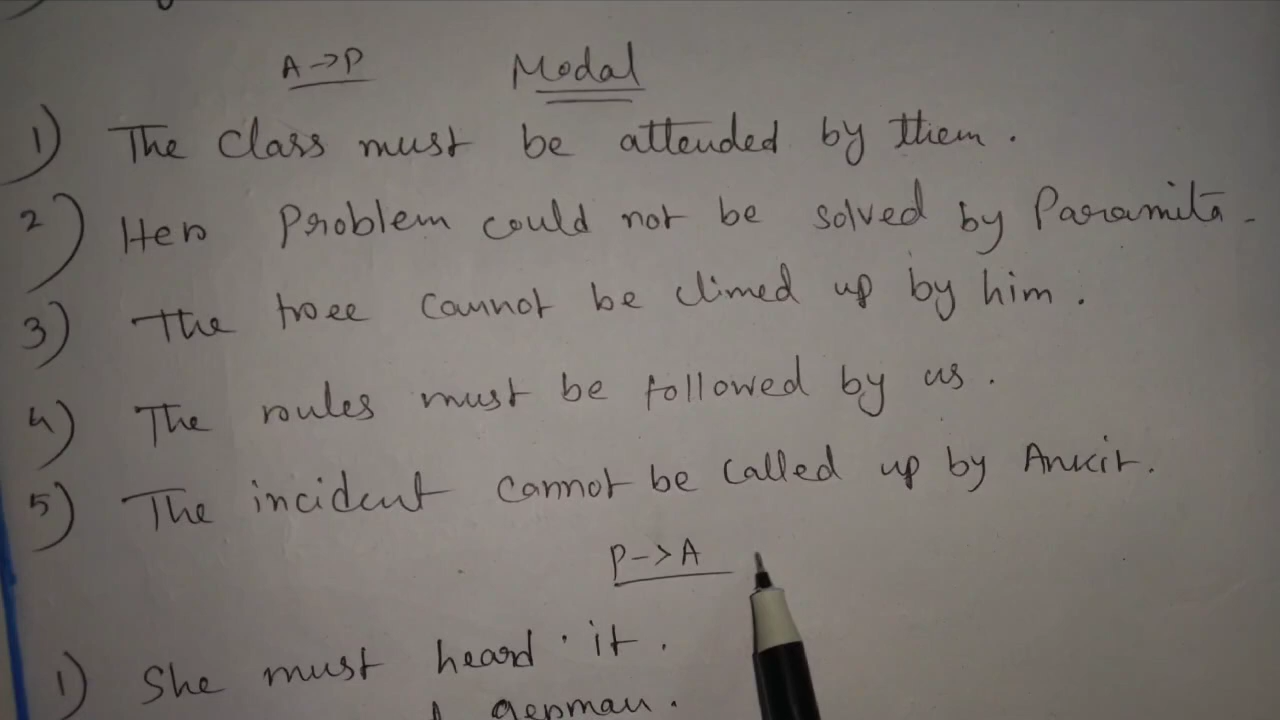 A->P Modal
1) The class must be attended by them.
2) Her problem could not be solved by Paramita.
3) The tree cannot be climed up by him.
4) The rules must be followed by us.
5) The incident cannot be called up by Ankit.
P->A
1) She must heard it.
german.